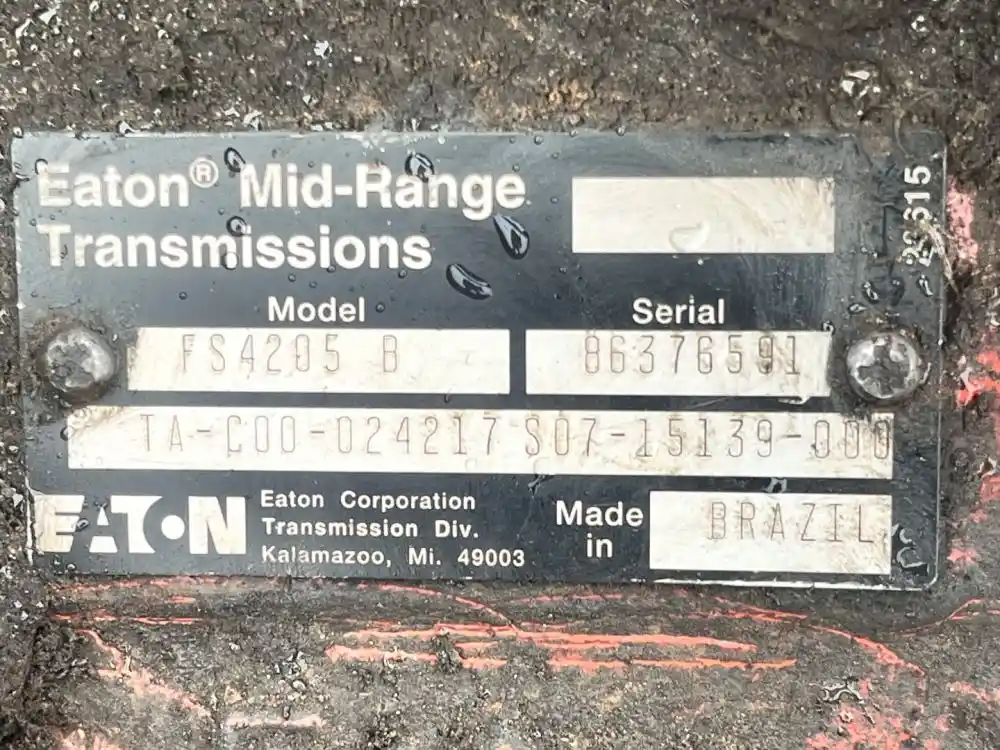 Eaton® Mid-Range
Transmissions
Model
Serial
FS4205 B
86376591
TA-C00-024217 S07-15139-000
EATON
Eaton Corporation
Transmission Div.
Kalamazoo, Mi. 49003
Made
in
BRAZIL